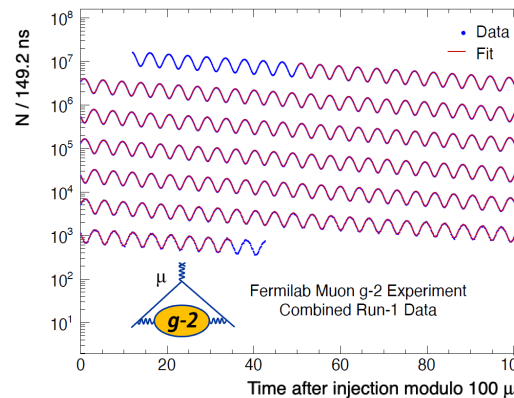 10⁸
10⁷
10⁶
10⁵
10⁴
10³
10²
10¹
N / 149.2 ns
Data
Fit
μ
g-2
Fermilab Muon g-2 Experiment
Combined Run-1 Data
0 20 40 60 80 10
Time after injection modulo 100 μ